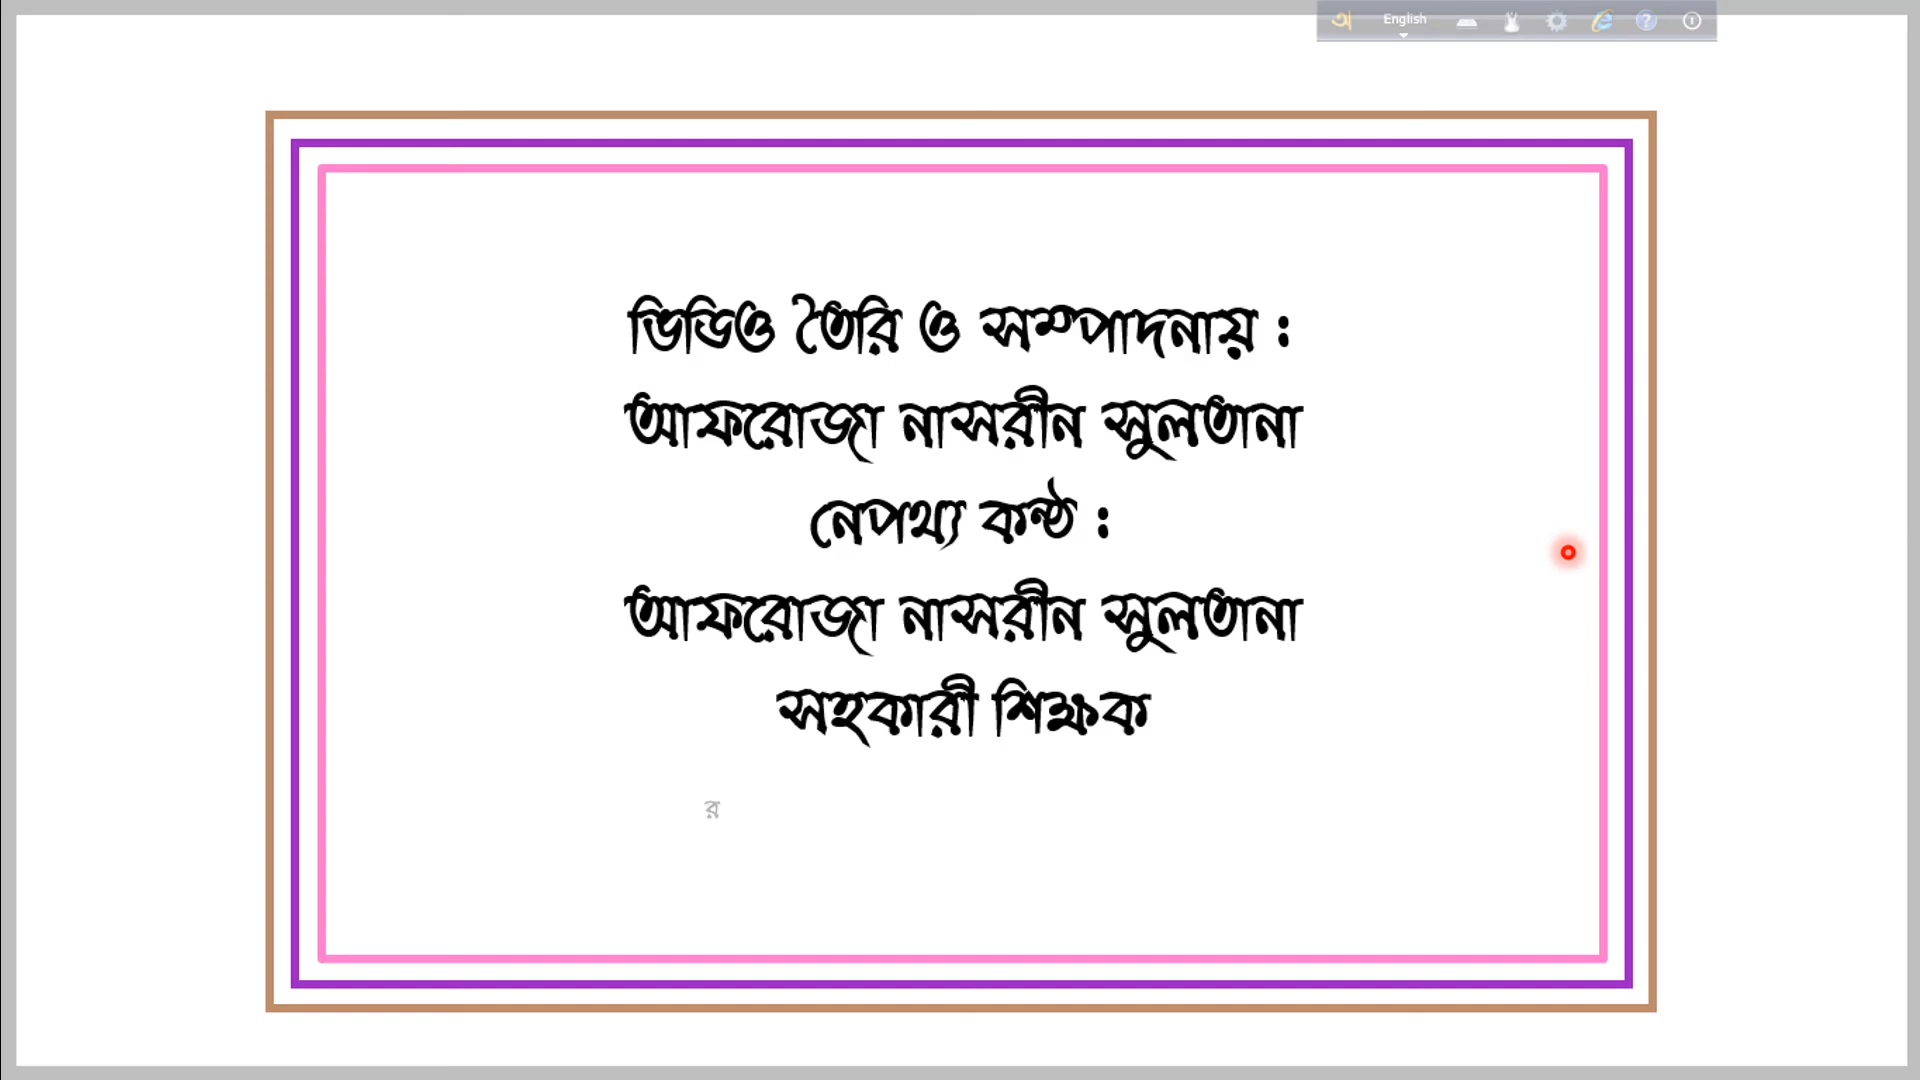 English
ভিডিও তৈরি ও সম্পাদনায় :
আফরোজা নাসরীন সুলতানা
নেপথ্য কন্ঠ :
আফরোজা নাসরীন সুলতানা
সহকারী শিক্ষক
র